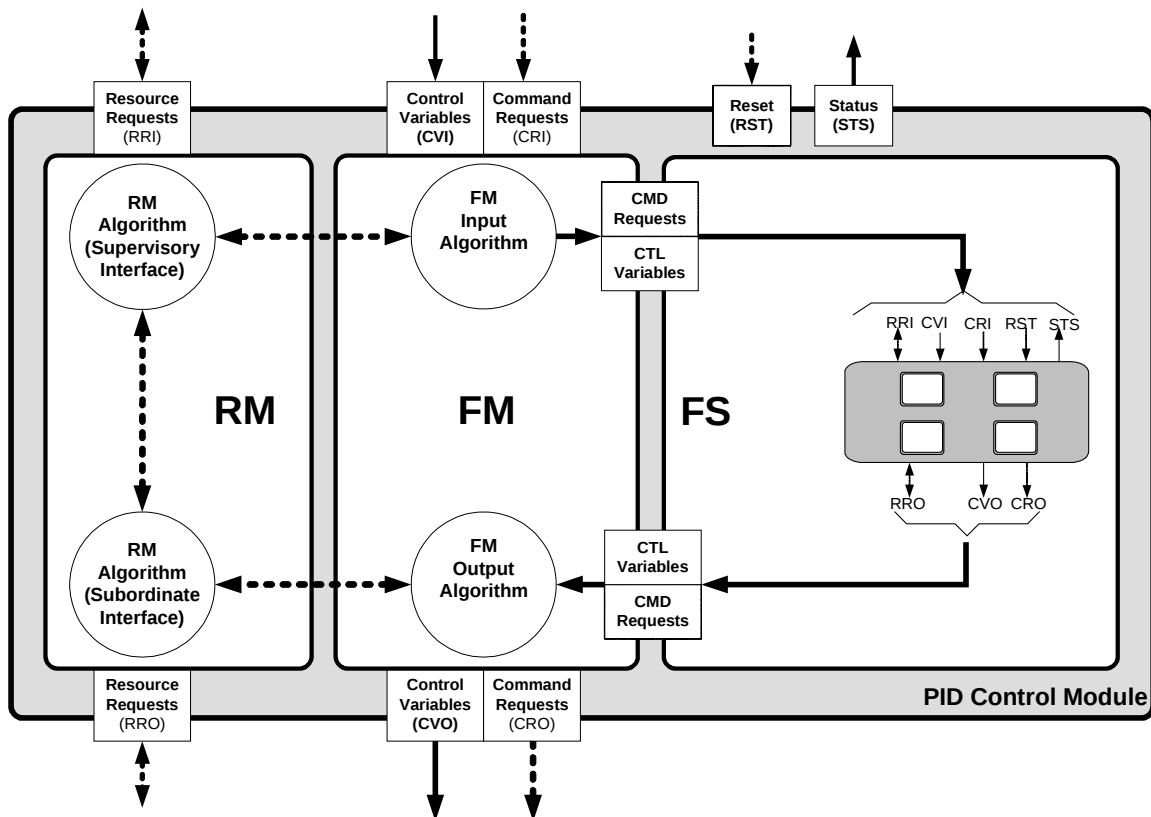 Resource
Requests
(RRI)
Control
Variables
(CVI)
Command
Requests
(CRI)
Reset
(RST)
Status
(STS)
RM
Algorithm
(Supervisory
Interface)
FM
Input
Algorithm
CMD
Requests
CTL
Variables
RRI CVI CRI RST STS
RM
FM
FS
RRO CVO CRO
RM
Algorithm
(Subordinate
Interface)
FM
Output
Algorithm
CTL
Variables
CMD
Requests
Resource
Requests
(RRO)
Control
Variables
(CVO)
Command
Requests
(CRO)
PID Control Module